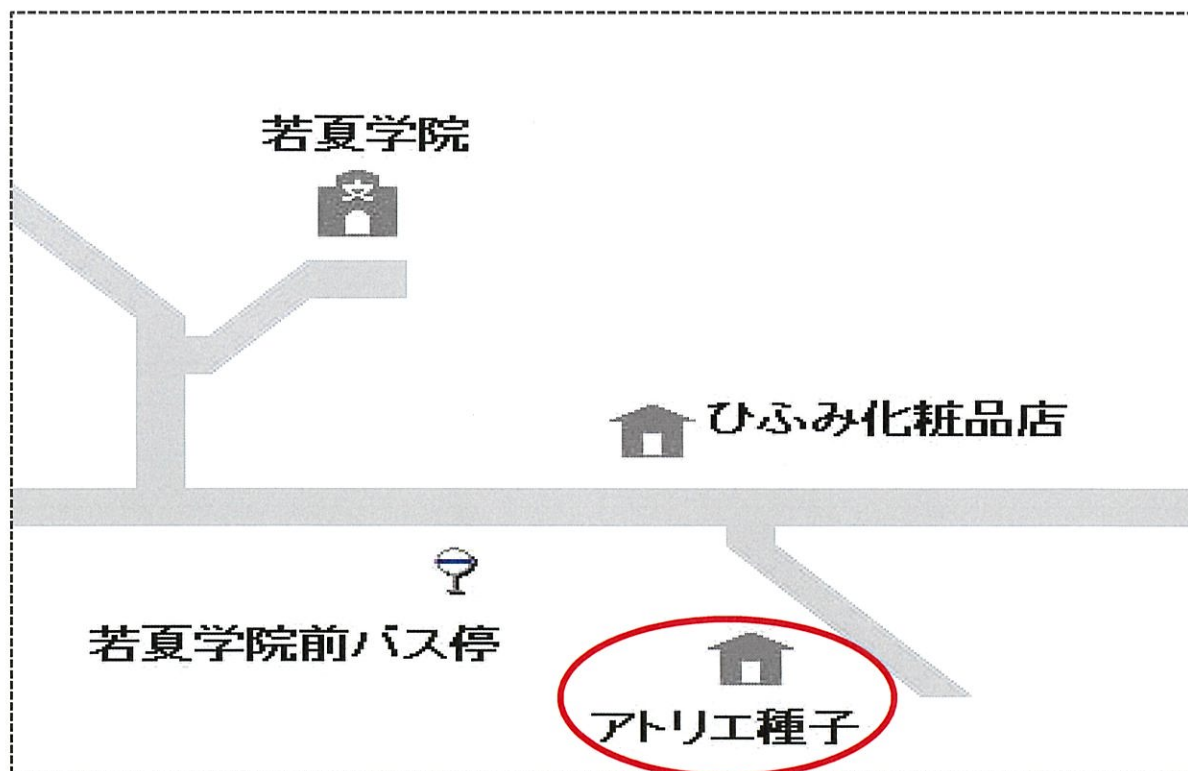 若夏学院
ひふみ化粧品店
若夏学院前バス停
アトリエ種子